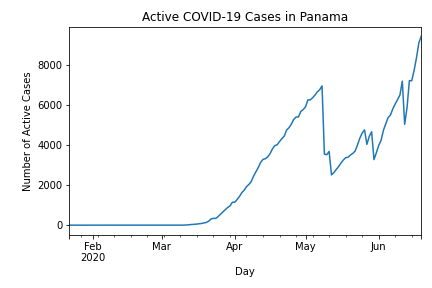 Active COVID-19 Cases in Panama
Number of Active Cases
8000
6000
4000
2000
0
Feb
2020
Mar
Apr
May
Jun
Day